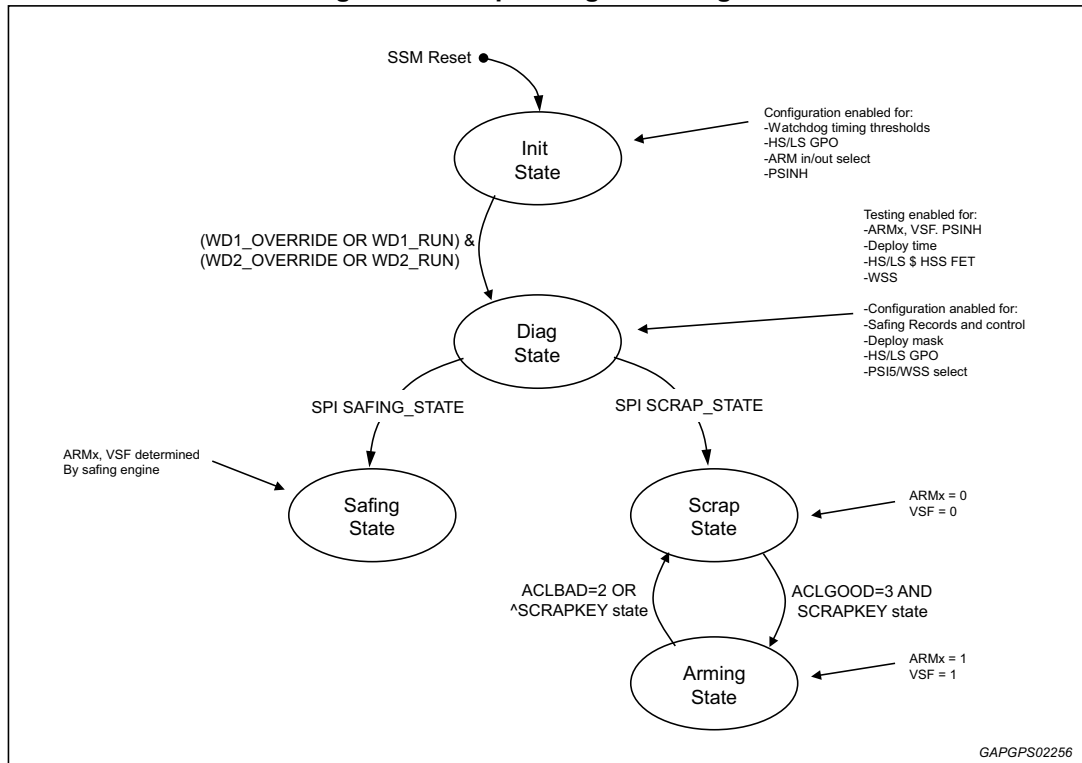 SSM Reset
Configuration enabled for:
-Watchdog timing thresholds
-HS/LS GPO
-ARM in/out select
-PSINH
Init
State
(WD1_OVERRIDE OR WD1_RUN) &
(WD2_OVERRIDE OR WD2_RUN)
Testing enabled for:
-ARMx, VSF. PSINH
-Deploy time
-HS/LS $ HSS FET
-WSS
-Configuration anabled for:
-Safing Records and control
-Deploy mask
-HS/LS GPO
-PSI5/WSS select
Diag
State
SPI SAFING_STATE
SPI SCRAP_STATE
ARMx, VSF determined
By safing engine
Safing
State
Scrap
State
ARMx = 0
VSF = 0
ACLBAD=2 OR
^SCRAPKEY state
ACLGOOD=3 AND
SCRAPKEY state
Arming
State
ARMx = 1
VSF = 1
GAPGPS02256